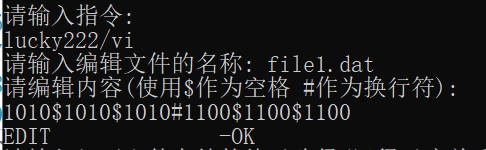 请输入指令:
lucky222/vi
请输入编辑文件的名称: file1.dat
请编辑内容(使用$作为空格 #作为换行符):
1010$1010$1010#1100$1100$1100
EDIT -OK